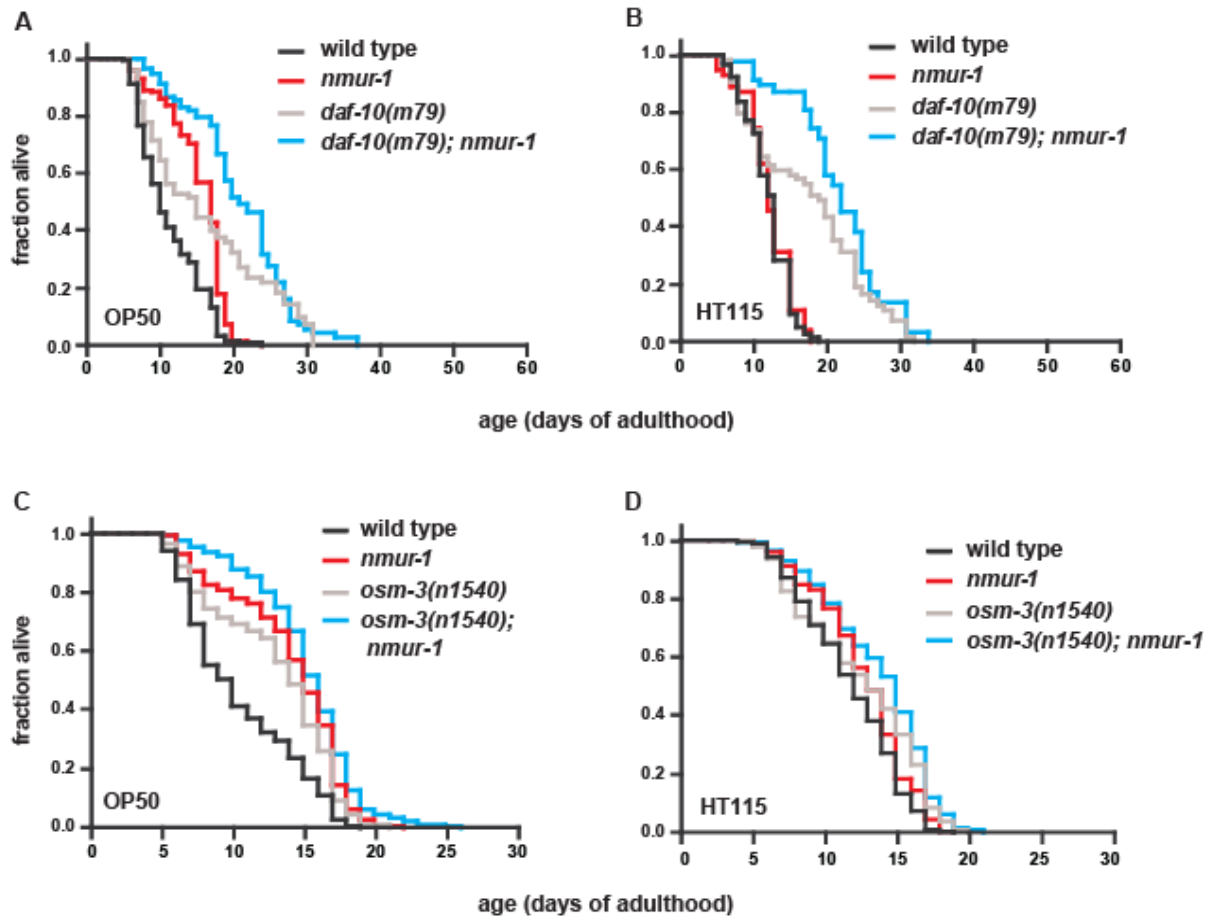 A
wild type
nmur-1
daf-10(m79)
daf-10(m79); nmur-1
fraction alive
1.0
0.8
0.6
0.4
0.2
0.0
OP50
0 10 20 30 40 50 60
B
wild type
nmur-1
daf-10(m79)
daf-10(m79); nmur-1
1.0
0.8
0.6
0.4
0.2
0.0
HT115
0 10 20 30 40 50 60
age (days of adulthood)
C
wild type
nmur-1
osm-3(n1540)
osm-3(n1540);
nmur-1
fraction alive
1.0
0.8
0.6
0.4
0.2
0.0
OP50
0 5 10 15 20 25 30
D
wild type
nmur-1
osm-3(n1540)
osm-3(n1540); nmur-1
1.0
0.8
0.6
0.4
0.2
0.0
HT115
0 5 10 15 20 25 30
age (days of adulthood)